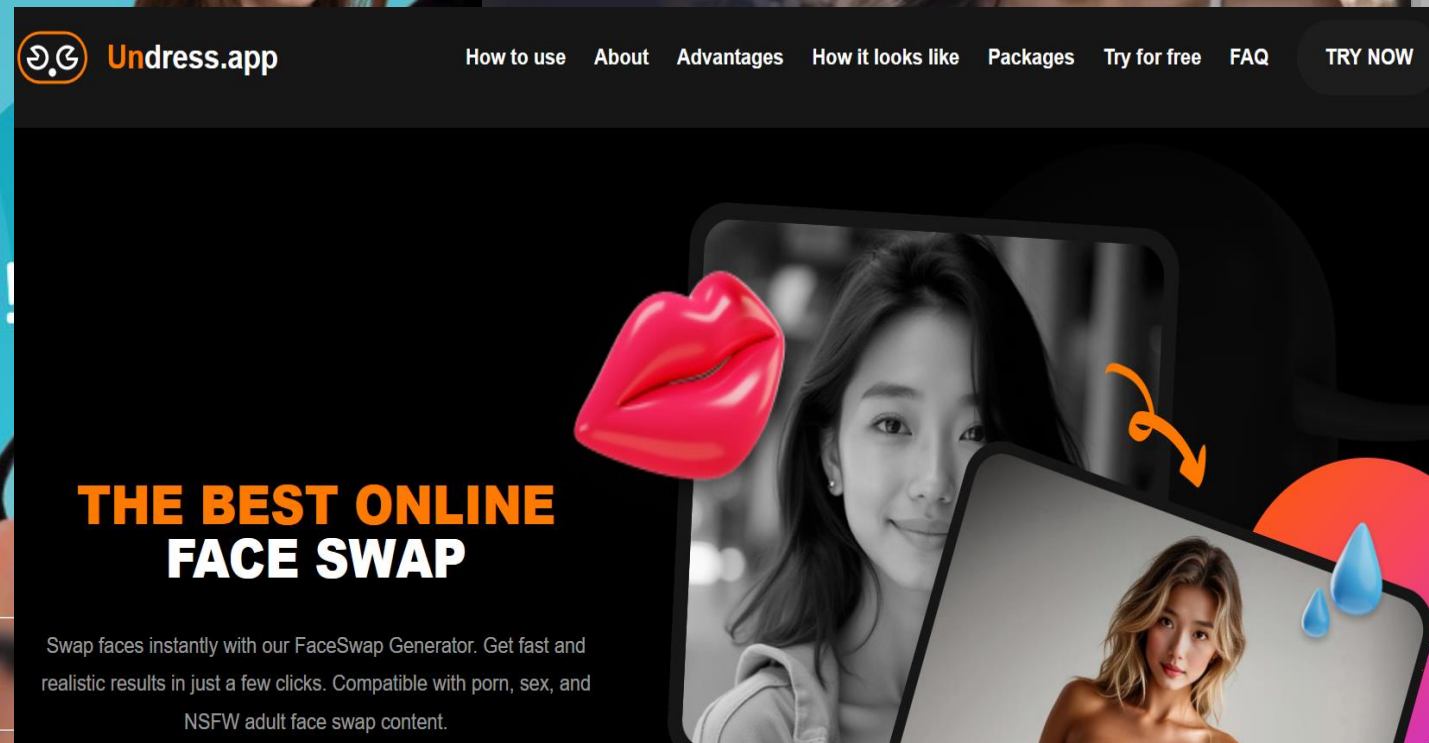 Undress.app
How to use About Advantages How it looks like Packages Try for free FAQ TRY NOW
THE BEST ONLINE
FACE SWAP
Swap faces instantly with our FaceSwap Generator. Get fast and
realistic results in just a few clicks. Compatible with porn, sex, and
NSFW adult face swap content.